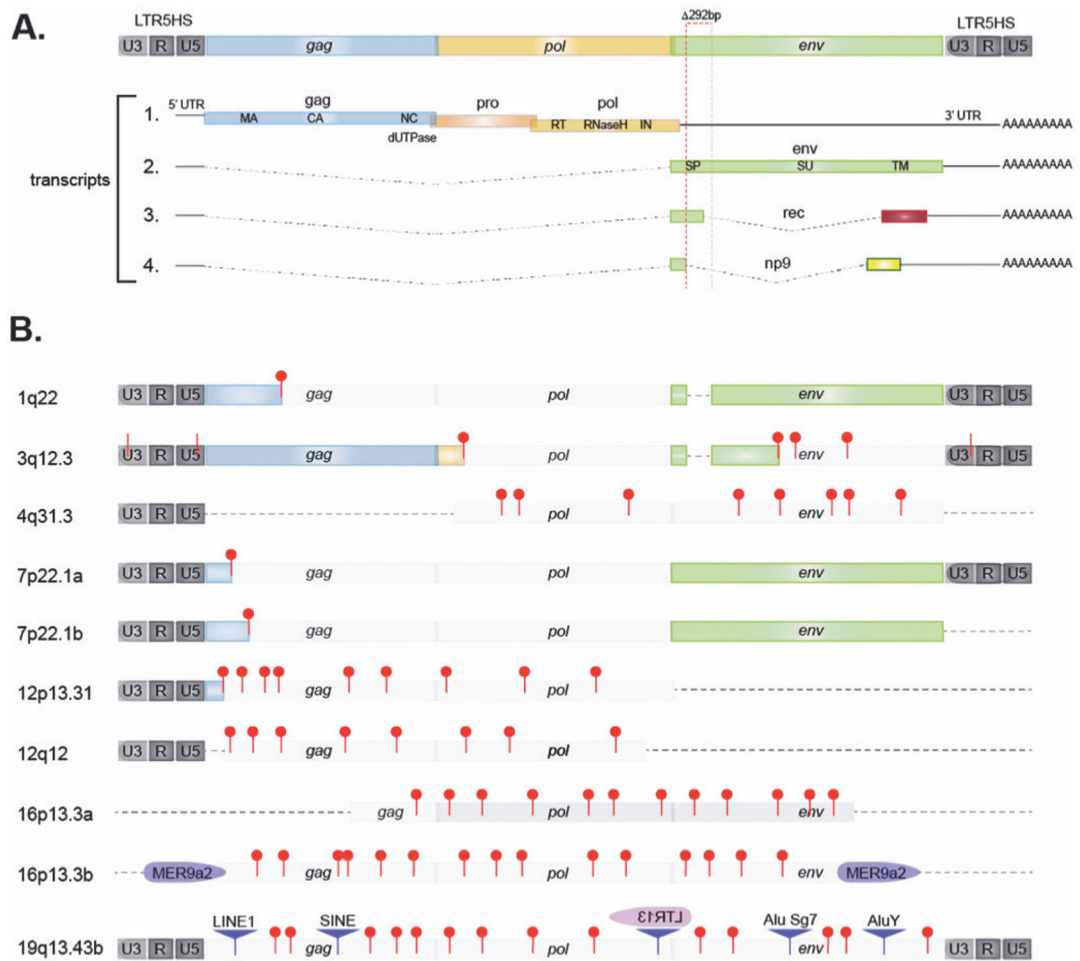 A.
LTR5HS Δ292bp LTR5HS
U3 R U5 gag pol env U3 R U5
transcripts
1. 5' UTR gag pro pol 3' UTR
MA CA NC RT RNaseH IN AAAAAAAAA
dUTPase
env
2. SP SU TM AAAAAAAAA
3. rec AAAAAAAAA
4. np9 AAAAAAAAA
B.
1q22 U3 R U5 gag pol env U3 R U5
3q12.3 U3 R U5 gag pol env U3 R U5
4q31.3 U3 R U5 pol env
7p22.1a U3 R U5 gag pol env U3 R U5
7p22.1b U3 R U5 gag pol env
12p13.31 U3 R U5 gag pol
12q12 U3 R U5 gag pol
16p13.3a gag pol env
16p13.3b MER9a2 gag pol env MER9a2
LINE1 SINE LTR13 Alu Sg7 AluY
19q13.43b U3 R U5 gag pol env U3 R U5